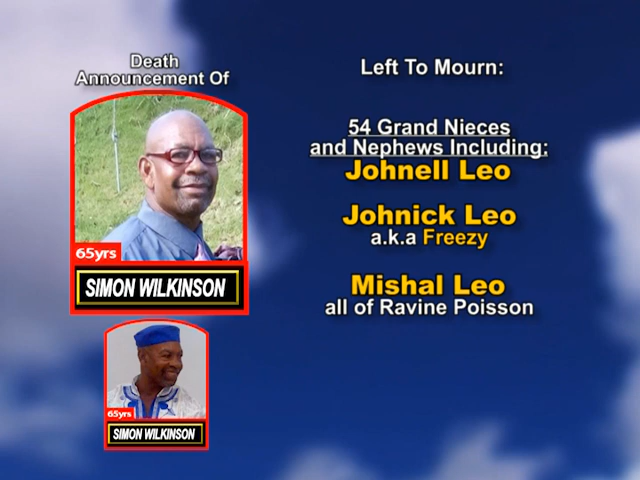 Death
Announcement Of
65yrs
SIMON WILKINSON
65yrs
SIMON WILKINSON
Left To Mourn:
54 Grand Nieces
and Nephews Including:
Johnell Leo
Johnick Leo
a.k.a Freezy
Mishal Leo
all of Ravine Poisson